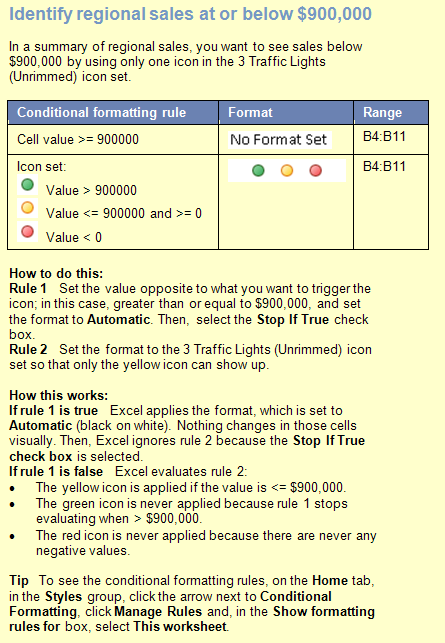 Identify regional sales at or below $900,000
In a summary of regional sales, you want to see sales below
$900,000 by using only one icon in the 3 Traffic Lights
(Unrimmed) icon set.
Conditional formatting rule Format Range
Cell value >= 900000 No Format Set B4:B11
Icon set: B4:B11
Value > 900000
Value <= 900000 and >= 0
Value < 0
How to do this:
Rule 1 Set the value opposite to what you want to trigger the
icon; in this case, greater than or equal to $900,000, and set
the format to Automatic. Then, select the Stop If True check
box.
Rule 2 Set the format to the 3 Traffic Lights (Unrimmed) icon
set so that only the yellow icon can show up.
How this works:
If rule 1 is true Excel applies the format, which is set to
Automatic (black on white). Nothing changes in those cells
visually. Then, Excel ignores rule 2 because the Stop If True
check box is selected.
If rule 1 is false Excel evaluates rule 2:
• The yellow icon is applied if the value is <= $900,000.
• The green icon is never applied because rule 1 stops
evaluating when > $900,000.
• The red icon is never applied because there are never any
negative values.
Tip To see the conditional formatting rules, on the Home tab,
in the Styles group, click the arrow next to Conditional
Formatting, click Manage Rules and, in the Show formatting
rules for box, select This worksheet.